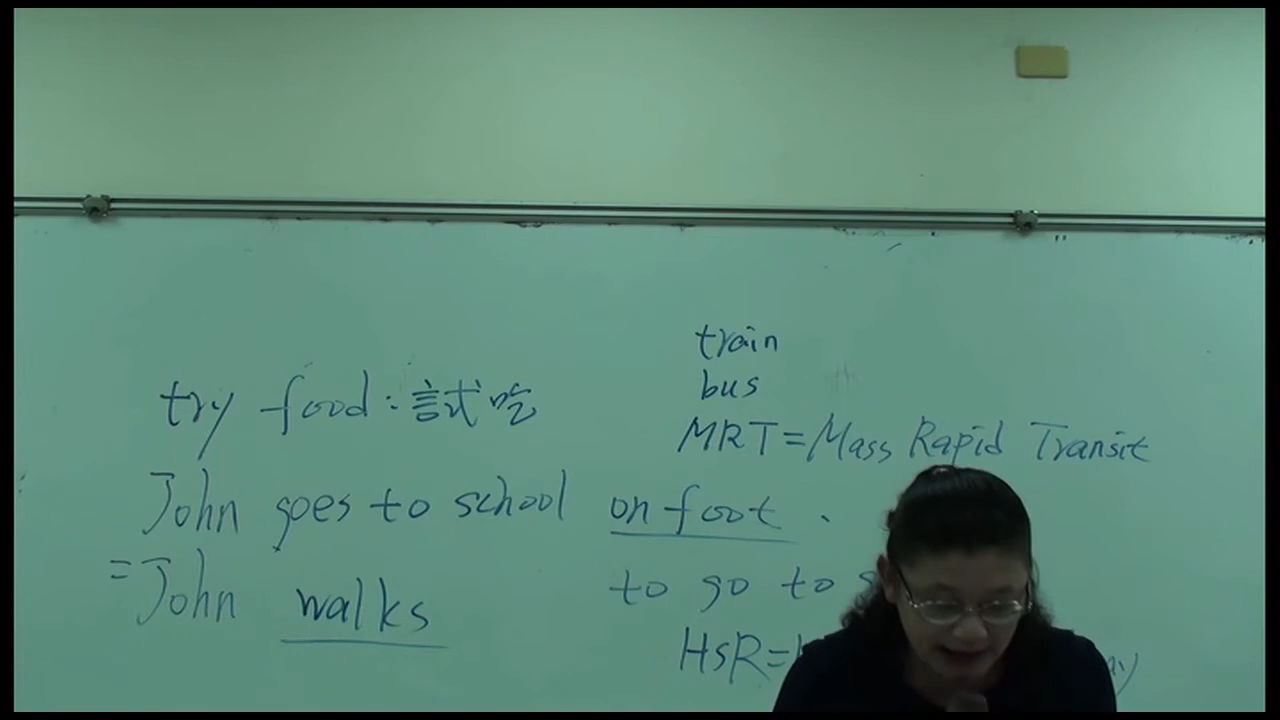 train
bus
try food:試吃
MRT=Mass Rapid Transit
John goes to school on foot.
=John walks
to go to
HSR=